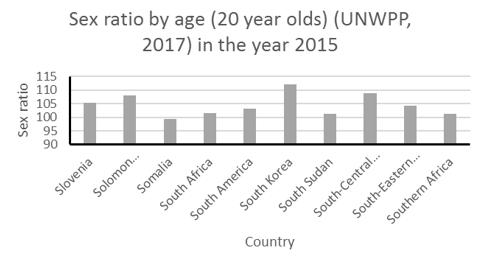 Sex ratio by age (20 year olds) (UNWPP,
2017) in the year 2015
Sex ratio
115
110
105
100
95
90
Slovenia
Solomon...
Somalia
South Africa
South America
South Korea
South Sudan
South-Central...
South-Eastern...
Southern Africa
Country